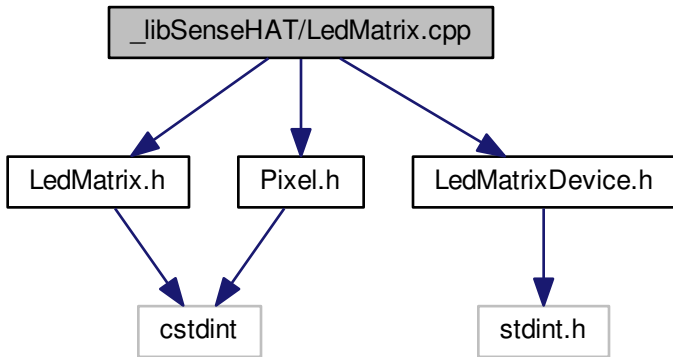 _libSenseHAT/LedMatrix.cpp
LedMatrix.h
Pixel.h
LedMatrixDevice.h
cstdint
stdint.h